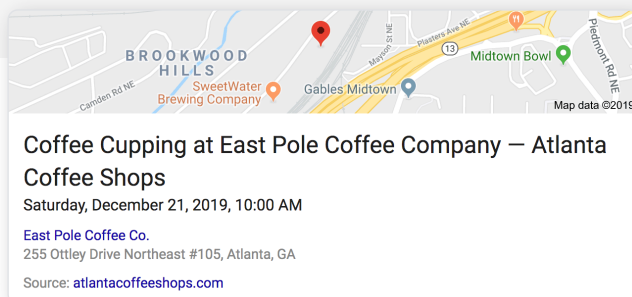 Plasters Ave NE
Mayson St NE
Piedmont Rd NE
13
BROOKWOOD
HILLS
Midtown Bowl
SweetWater
Brewing Company
Gables Midtown
Camden Rd NE
Map data ©2019
Coffee Cupping at East Pole Coffee Company — Atlanta
Coffee Shops
Saturday, December 21, 2019, 10:00 AM
East Pole Coffee Co.
255 Ottley Drive Northeast #105, Atlanta, GA
Source: atlantacoffeeshops.com